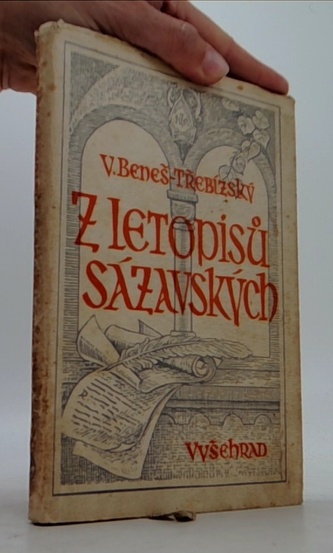 V. Beneš-Třebízský
Z letopisů
sázavských
Vyšehrad